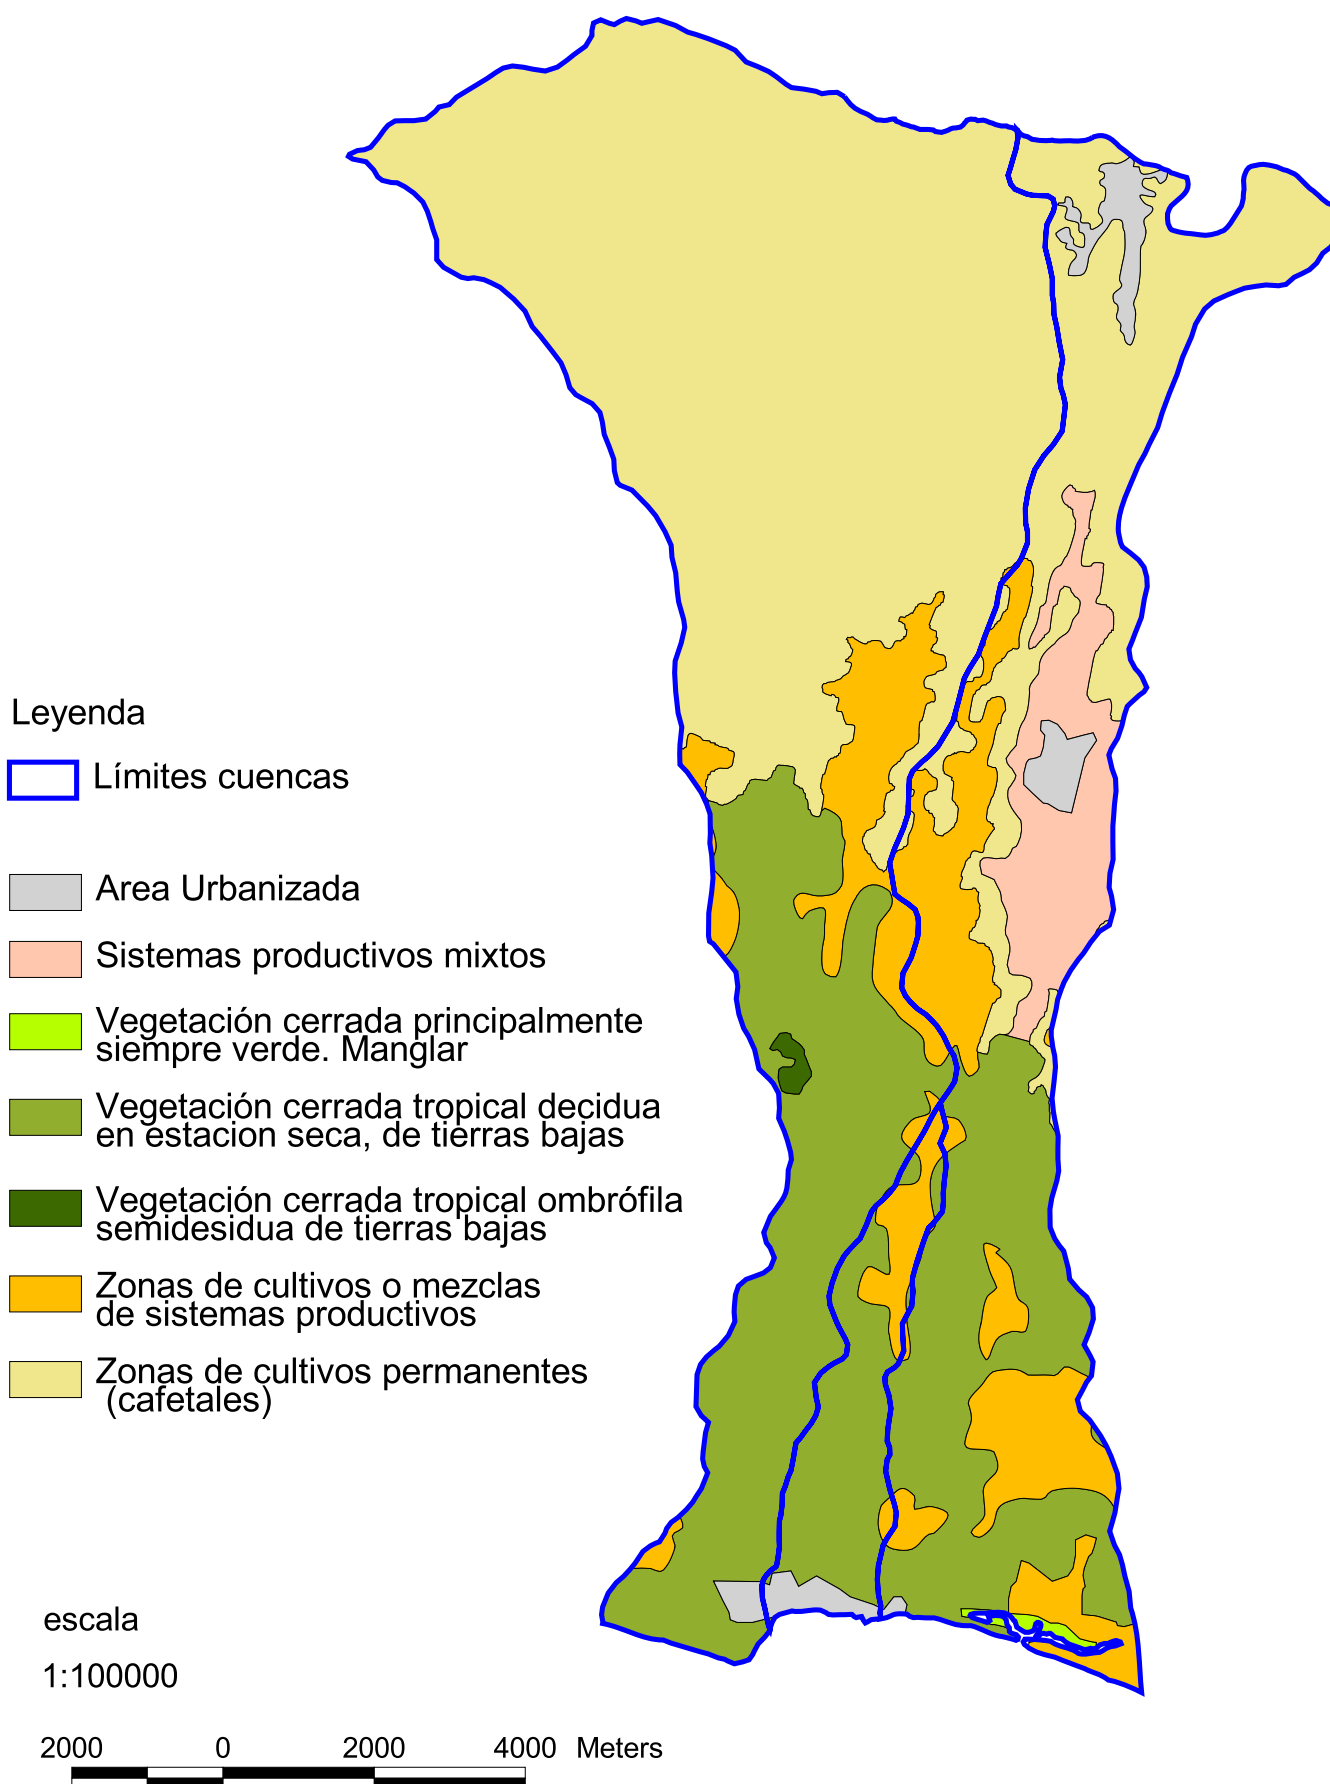 Leyenda
Límites cuencas
Area Urbanizada
Sistemas productivos mixtos
Vegetación cerrada principalmente
siempre verde. Manglar
Vegetación cerrada tropical decidua
en estacion seca, de tierras bajas
Vegetación cerrada tropical ombrófila
semidesidua de tierras bajas
Zonas de cultivos o mezclas
de sistemas productivos
Zonas de cultivos permanentes
(cafetales)
escala
1:100000
2000 0 2000 4000 Meters